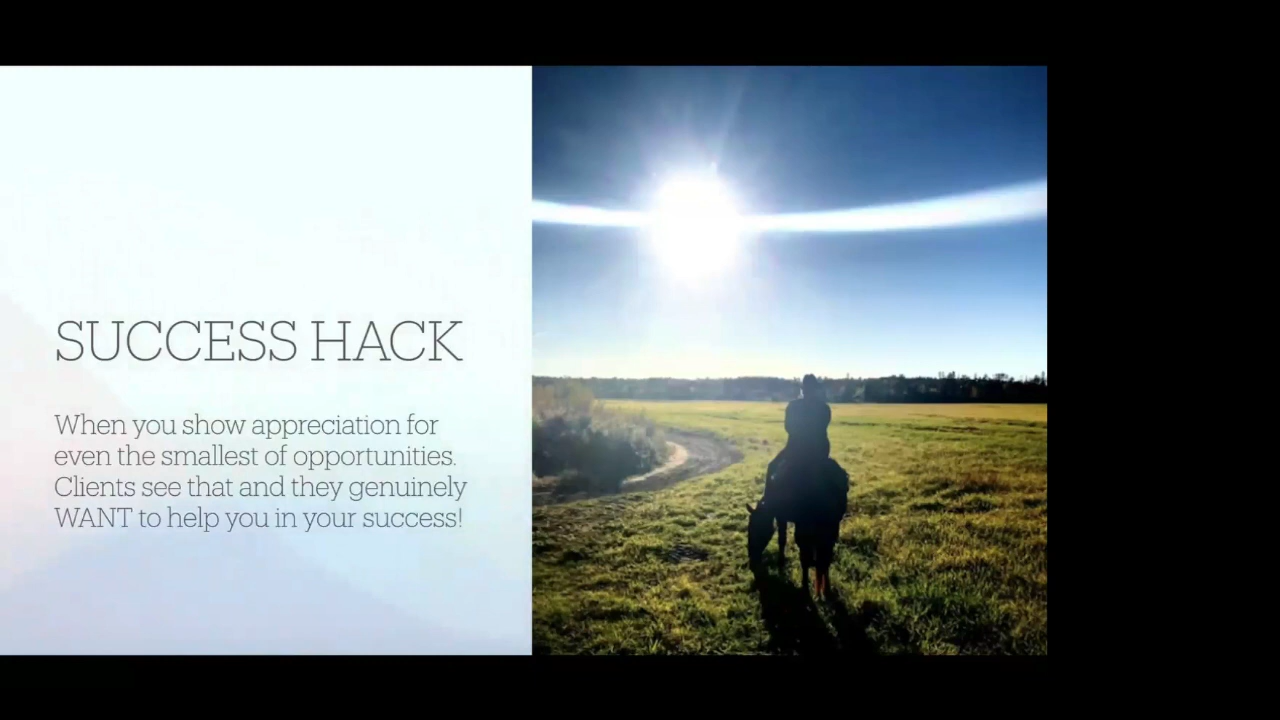 SUCCESS HACK
When you show appreciation for
even the smallest of opportunities.
Clients see that and they genuinely
WANT to help you in your success!